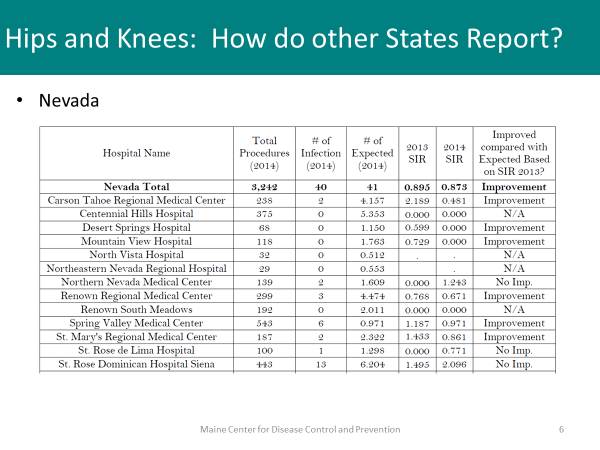 Hips and Knees: How do other States Report?
• Nevada
Hospital Name | Total Procedures (2014) | # of Infection (2014) | # of Expected (2014) | 2013 SIR | 2014 SIR | Improved compared with Expected Based on SIR 2013?
Nevada Total | 3,242 | 40 | 41 | 0.895 | 0.873 | Improvement
Carson Tahoe Regional Medical Center | 238 | 2 | 4.157 | 2.189 | 0.481 | Improvement
Centennial Hills Hospital | 375 | 0 | 5.353 | 0.000 | 0.000 | N/A
Desert Springs Hospital | 68 | 0 | 1.150 | 0.599 | 0.000 | Improvement
Mountain View Hospital | 118 | 0 | 1.763 | 0.729 | 0.000 | Improvement
North Vista Hospital | 32 | 0 | 0.512 | . | . | N/A
Northeastern Nevada Regional Hospital | 29 | 0 | 0.553 | | | N/A
Northern Nevada Medical Center | 139 | 2 | 1.609 | 0.000 | 1.243 | No Imp.
Renown Regional Medical Center | 299 | 3 | 4.474 | 0.768 | 0.671 | Improvement
Renown South Meadows | 192 | 0 | 2.011 | 0.000 | 0.000 | N/A
Spring Valley Medical Center | 543 | 6 | 0.971 | 1.187 | 0.971 | Improvement
St. Mary's Regional Medical Center | 187 | 2 | 2.322 | 1.433 | 0.861 | Improvement
St. Rose de Lima Hospital | 100 | 1 | 1.298 | 0.000 | 0.771 | No Imp.
St. Rose Dominican Hospital Siena | 443 | 13 | 6.204 | 1.495 | 2.096 | No Imp.
Maine Center for Disease Control and Prevention
6